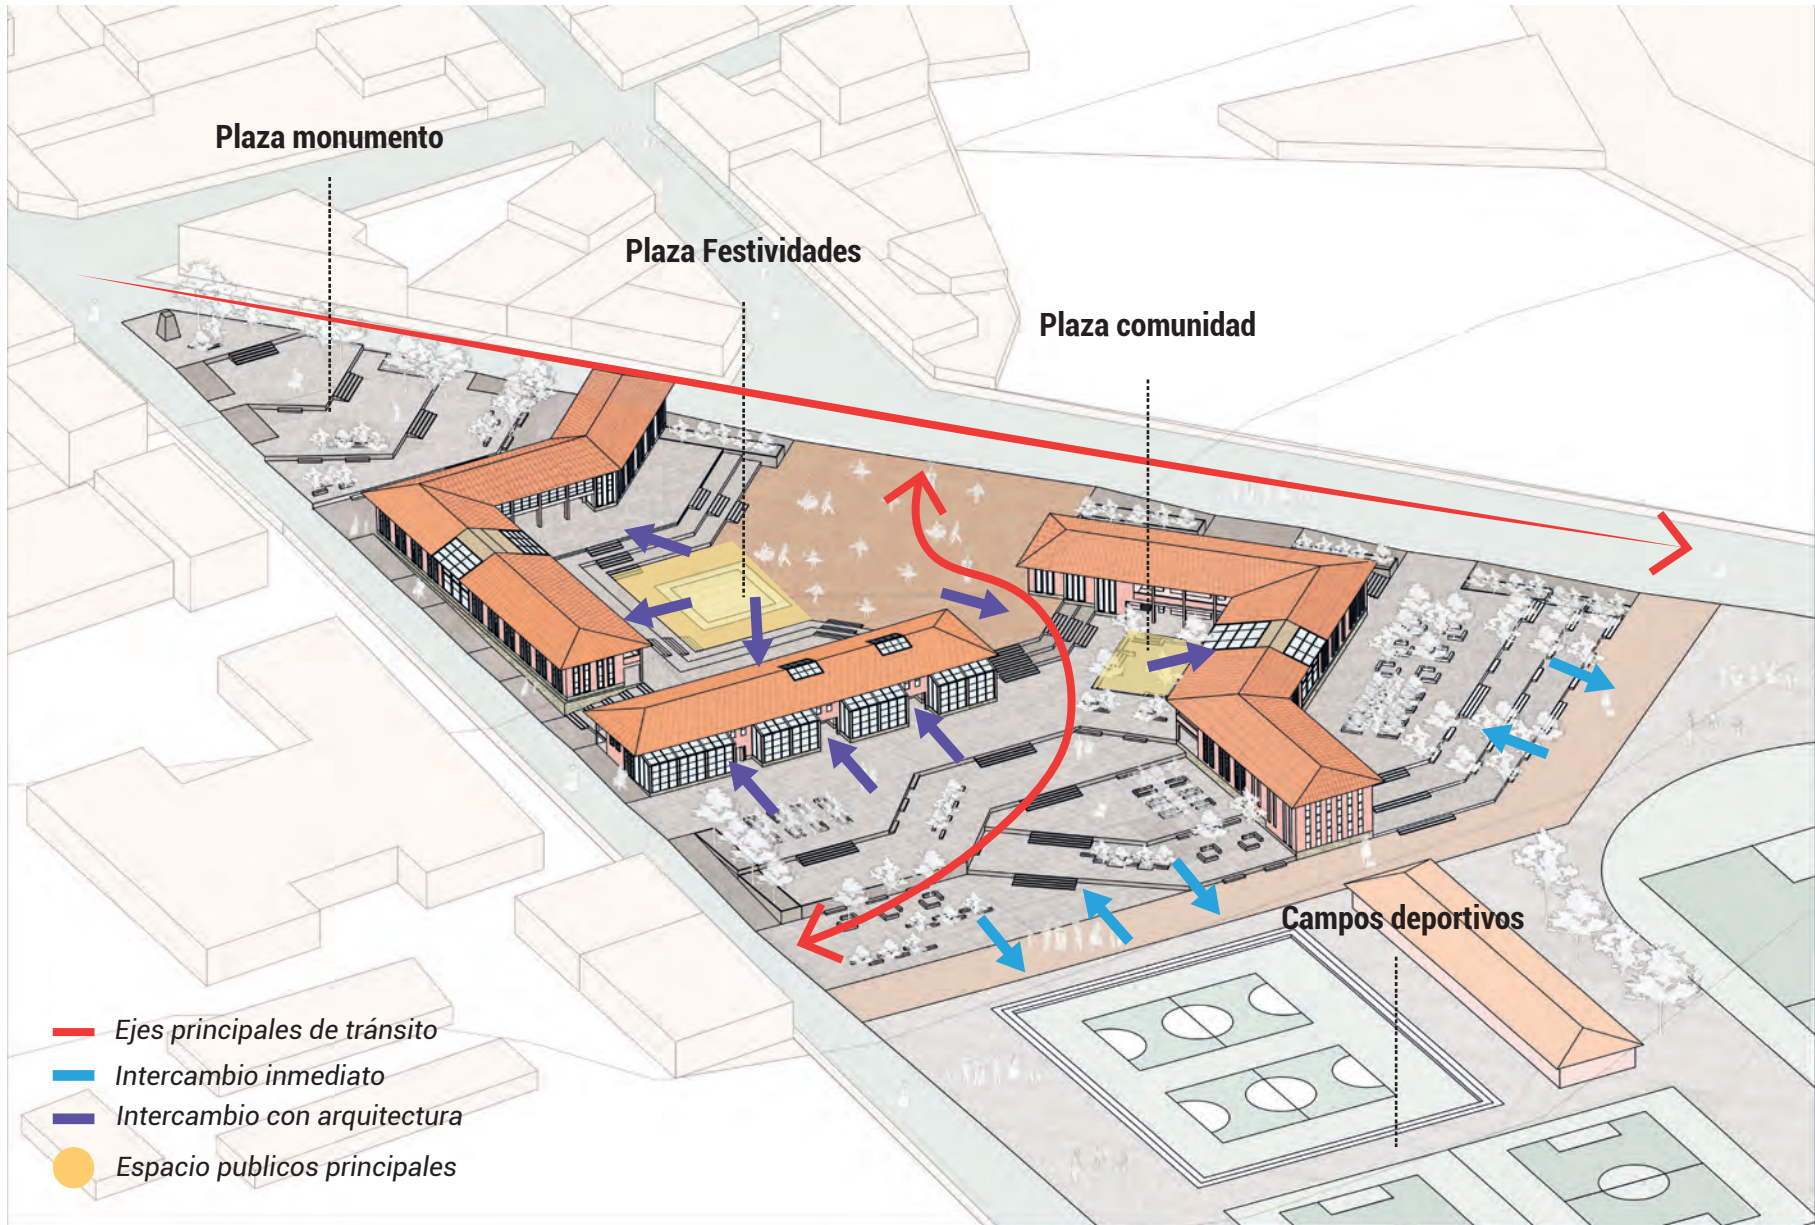 Plaza monumento
Plaza Festividades
Plaza comunidad
Campos deportivos
Ejes principales de tránsito
Intercambio inmediato
Intercambio con arquitectura
Espacio publicos principales